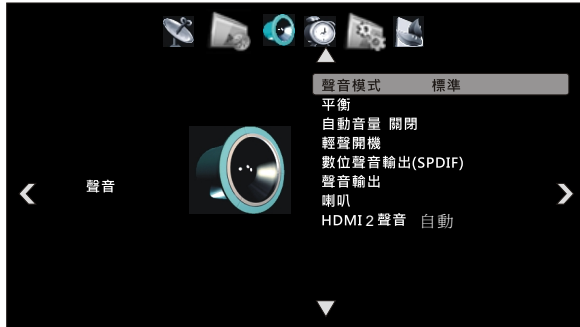 聲音
聲音模式 標準
平衡
自動音量 關閉
輕聲開機
數位聲音輸出(SPDIF)
聲音輸出
喇叭
HDMI 2 聲音 自動